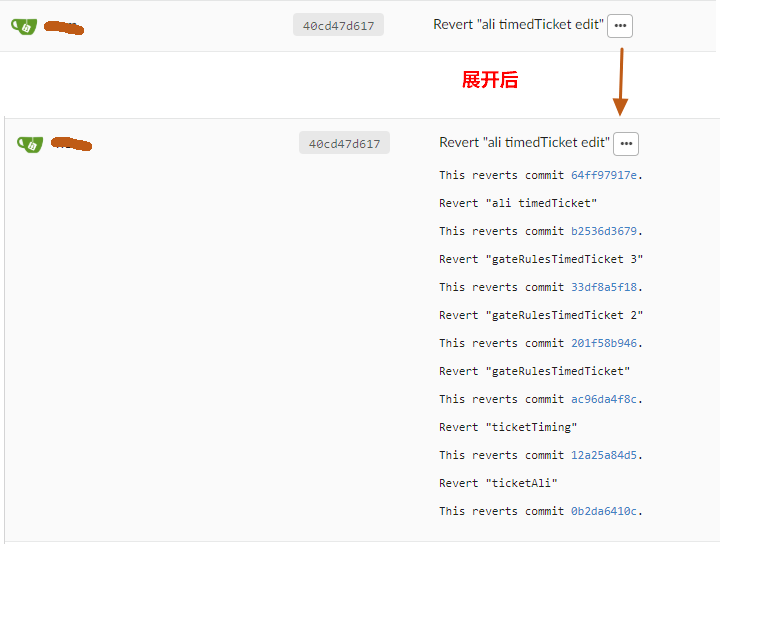 40cd47d617 Revert "ali timedTicket edit" •••
展开后
40cd47d617 Revert "ali timedTicket edit" •••
This reverts commit 64ff97917e.
Revert "ali timedTicket"
This reverts commit b2536d3679.
Revert "gateRulesTimedTicket 3"
This reverts commit 33df8a5f18.
Revert "gateRulesTimedTicket 2"
This reverts commit 201f58b946.
Revert "gateRulesTimedTicket"
This reverts commit ac96da4f8c.
Revert "ticketTiming"
This reverts commit 12a25a84d5.
Revert "ticketAli"
This reverts commit 0b2da6410c.